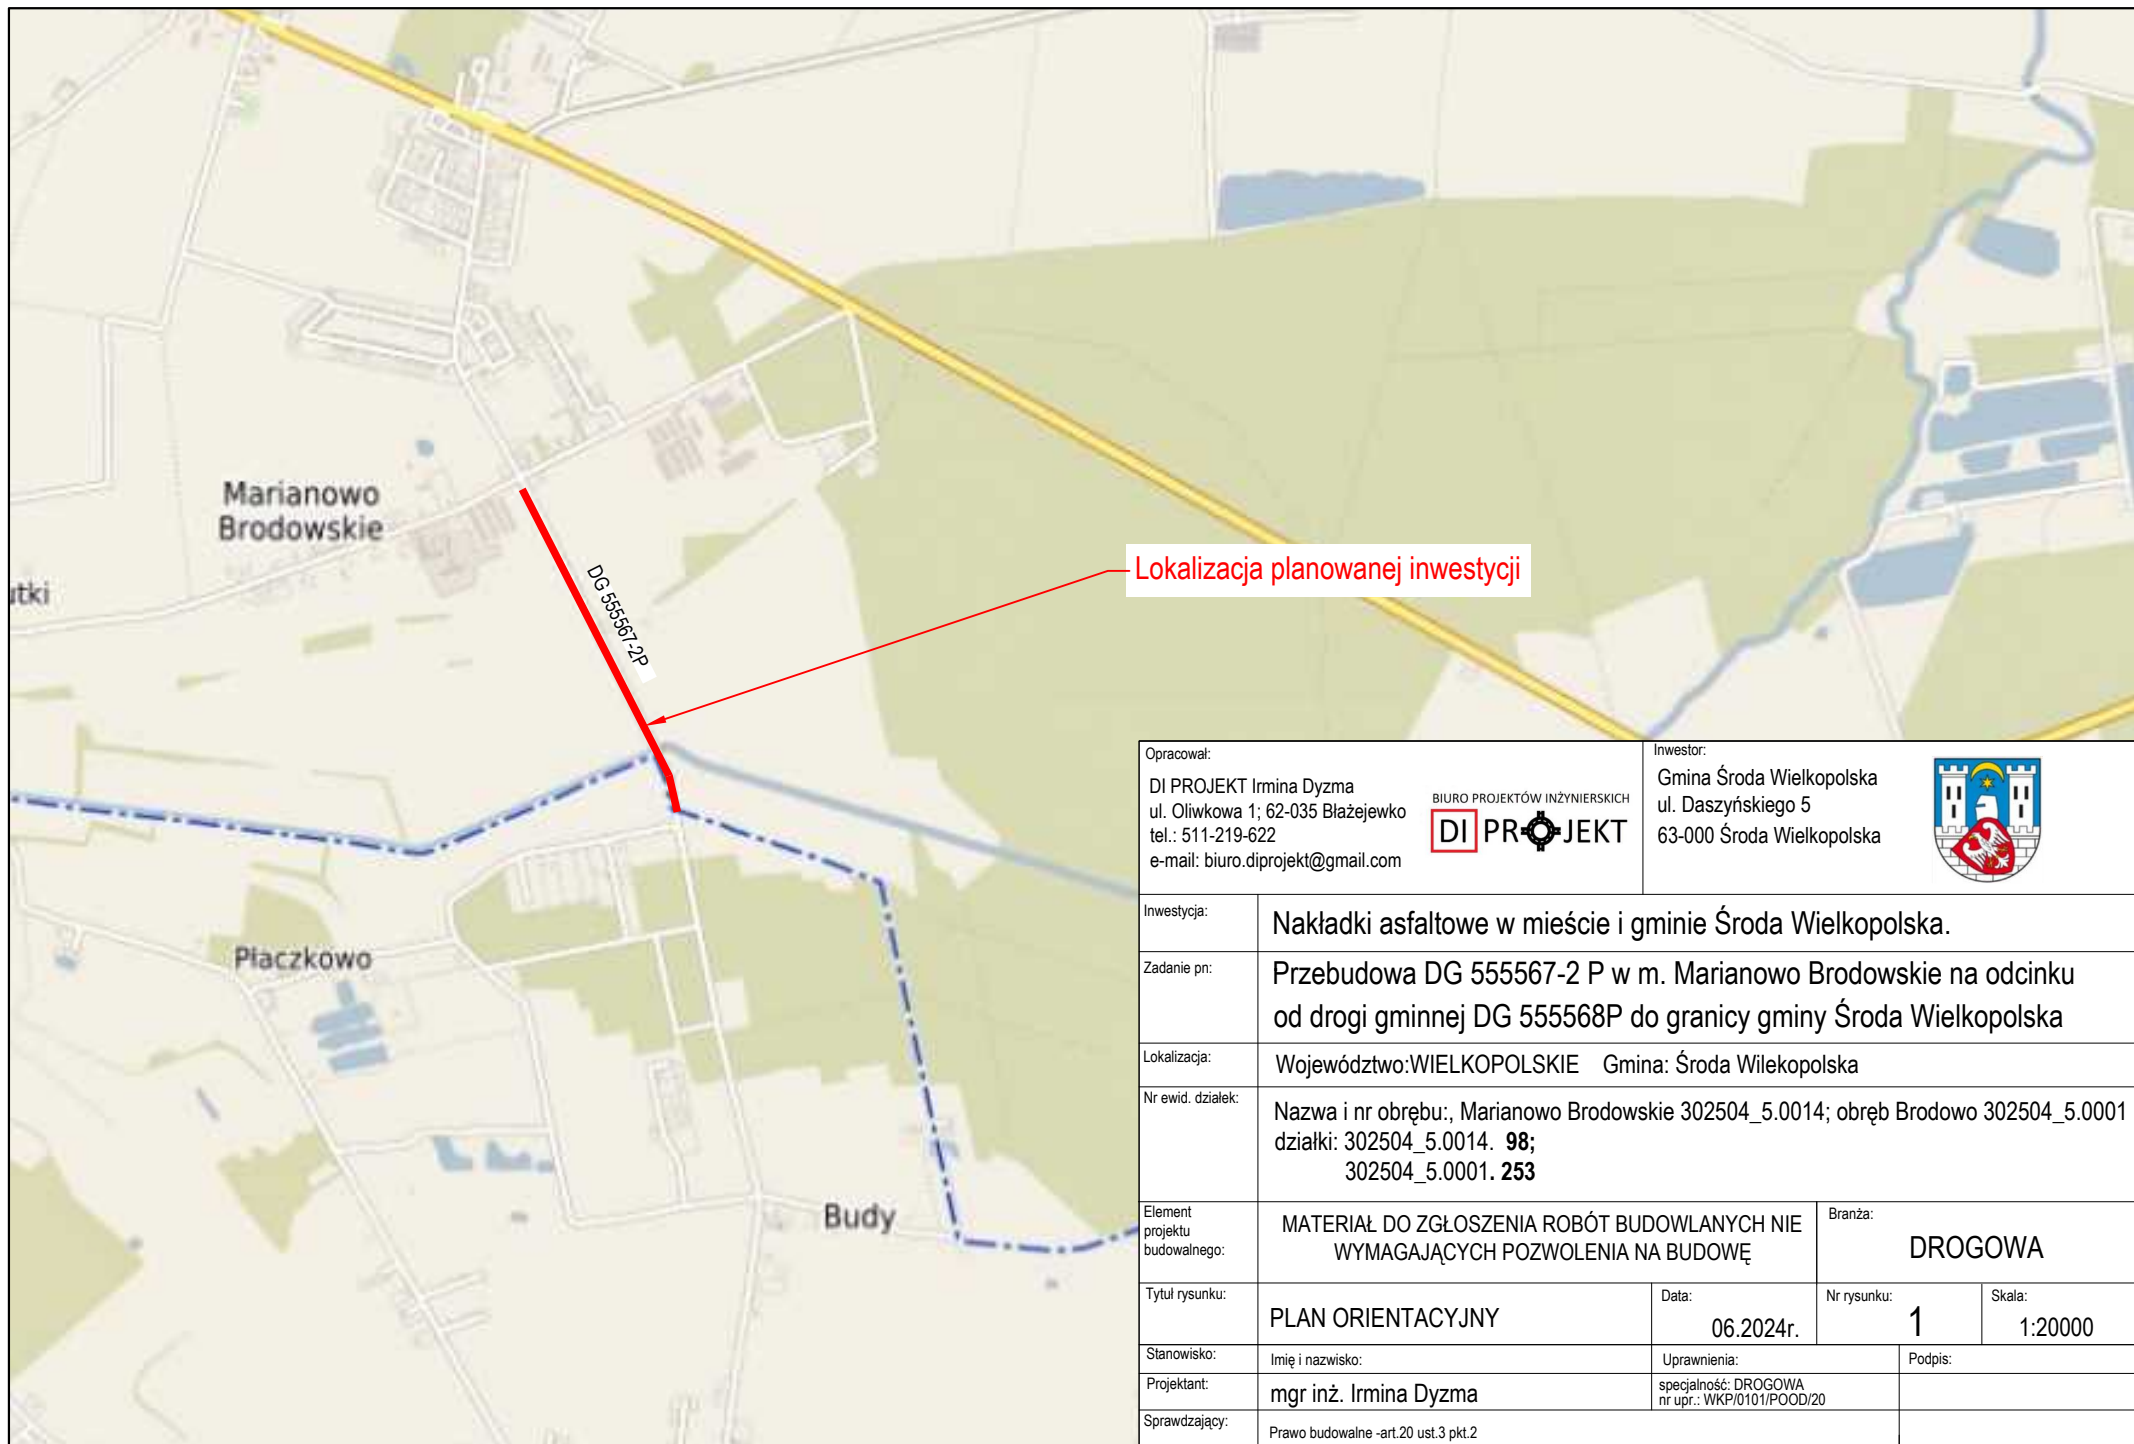 Marianowo
Brodowskie
utki
DG 555567-2P
Lokalizacja planowanej inwestycji
Płaczkowo
Budy
Opracował:
DI PROJEKT Irmina Dyzma
ul. Oliwkowa 1; 62-035 Błażejewko
tel.: 511-219-622
e-mail: biuro.diprojekt@gmail.com
BIURO PROJEKTÓW INŻYNIERSKICH
DI PROJEKT
Inwestor:
Gmina Środa Wielkopolska
ul. Daszyńskiego 5
63-000 Środa Wielkopolska
Inwestycja:
Nakładki asfaltowe w mieście i gminie Środa Wielkopolska.
Zadanie pn:
Przebudowa DG 555567-2 P w m. Marianowo Brodowskie na odcinku
od drogi gminnej DG 555568P do granicy gminy Środa Wielkopolska
Lokalizacja:
Województwo:WIELKOPOLSKIE Gmina: Środa Wilekopolska
Nr ewid. działek:
Nazwa i nr obrębu:, Marianowo Brodowskie 302504_5.0014; obręb Brodowo 302504_5.0001
działki: 302504_5.0014. 98;
302504_5.0001. 253
Element
projektu
budowalnego:
MATERIAŁ DO ZGŁOSZENIA ROBÓT BUDOWLANYCH NIE
WYMAGAJĄCYCH POZWOLENIA NA BUDOWĘ
Branża:
DROGOWA
Tytuł rysunku:
PLAN ORIENTACYJNY
Data:
06.2024r.
Nr rysunku:
1
Skala:
1:20000
Stanowisko:
Imię i nazwisko:
Uprawnienia:
Podpis:
Projektant:
mgr inż. Irmina Dyzma
specjalność: DROGOWA
nr upr.: WKP/0101/POOD/20
Sprawdzający:
Prawo budowalne -art.20 ust.3 pkt.2